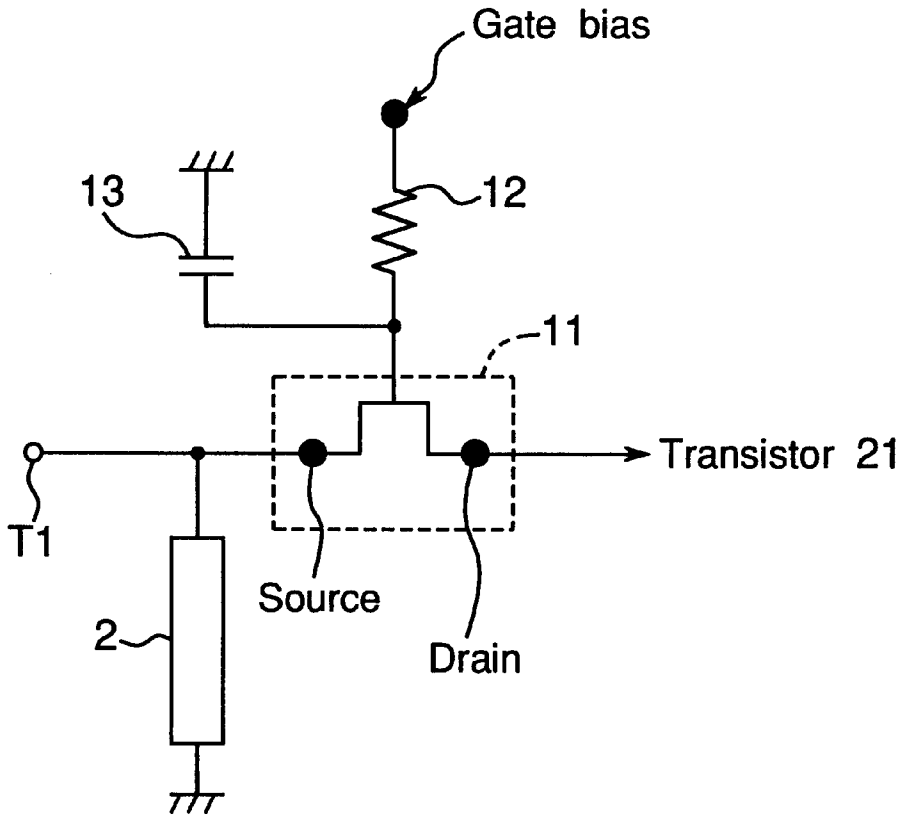 Gate bias
13
12
11
T1
Transistor 21
Source
2
Drain